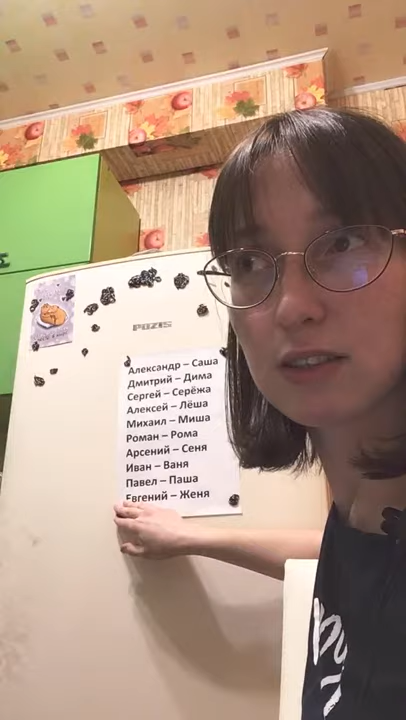 POZIS
Александр – Саша
Дмитрий – Дима
Сергей – Серёжа
Алексей – Лёша
Михаил – Миша
Роман – Рома
Арсений – Сеня
Иван – Ваня
Павел – Паша
Евгений – Женя